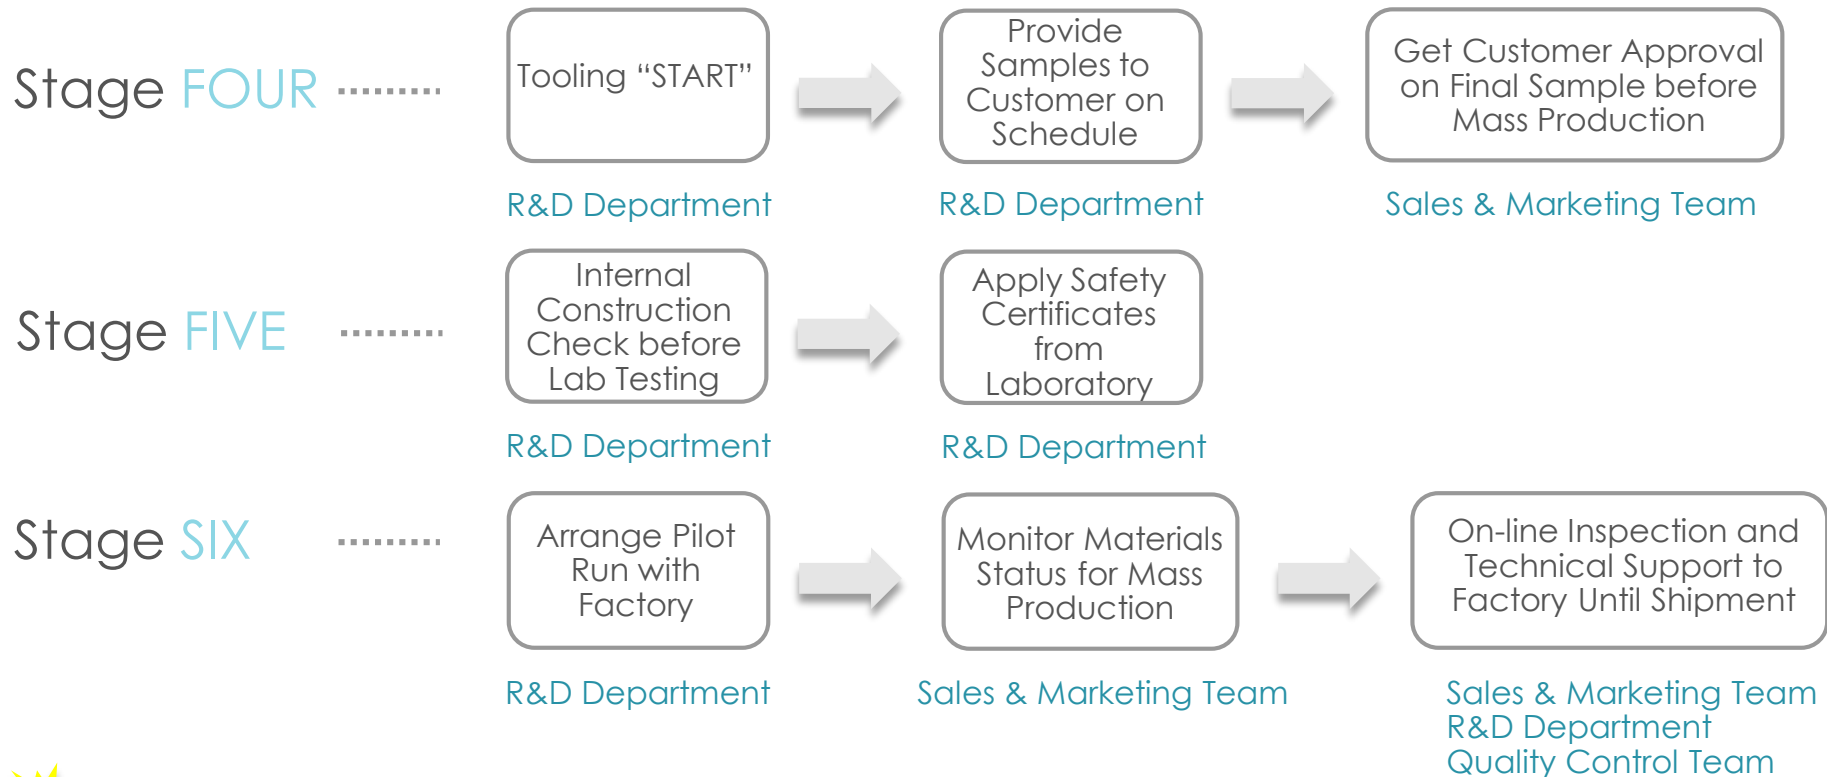 Stage FOUR
Tooling “START”
R&D Department
Provide
Samples to
Customer on
Schedule
R&D Department
Get Customer Approval
on Final Sample before
Mass Production
Sales & Marketing Team
Stage FIVE
Internal
Construction
Check before
Lab Testing
R&D Department
Apply Safety
Certificates
from
Laboratory
R&D Department
Stage SIX
Arrange Pilot
Run with
Factory
R&D Department
Monitor Materials
Status for Mass
Production
Sales & Marketing Team
On-line Inspection and
Technical Support to
Factory Until Shipment
Sales & Marketing Team
R&D Department
Quality Control Team